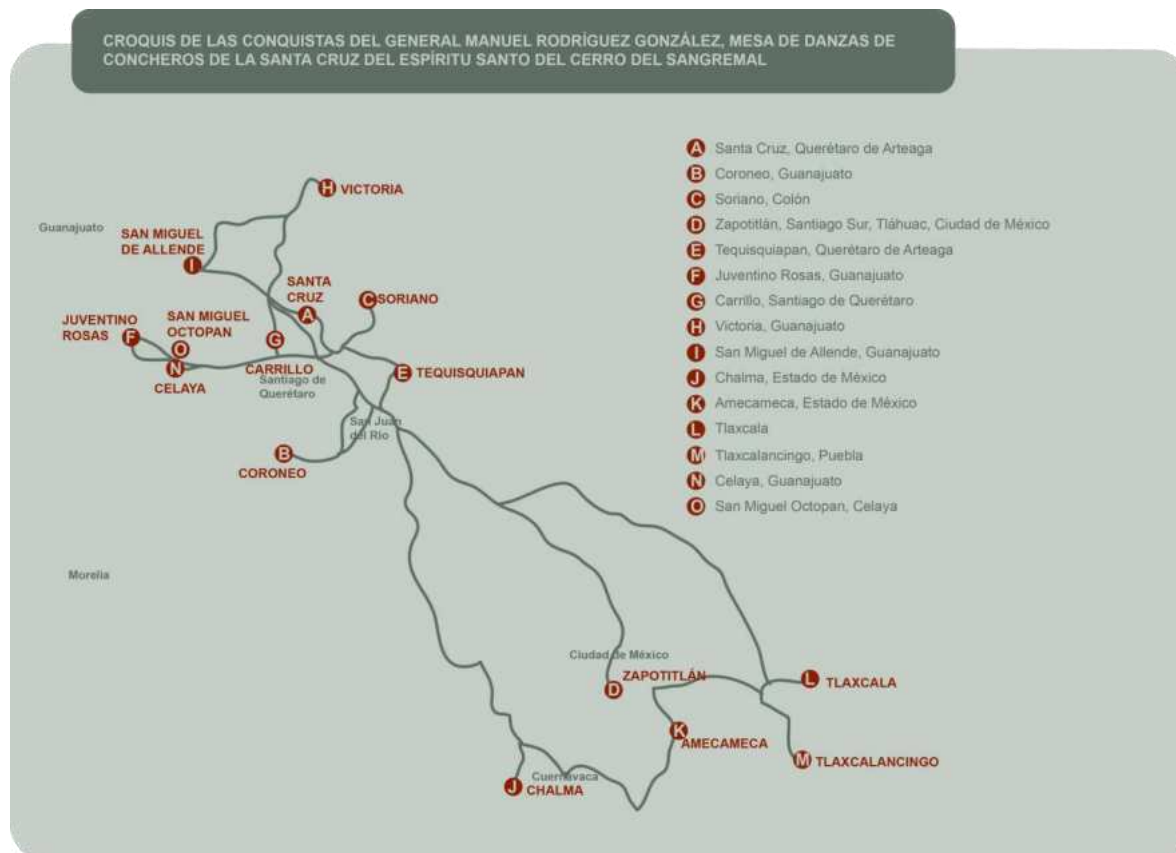 CROQUIS DE LAS CONQUISTAS DEL GENERAL MANUEL RODRÍGUEZ GONZÁLEZ, MESA DE DANZAS DE
CONCHEROS DE LA SANTA CRUZ DEL ESPÍRITU SANTO DEL CERRO DEL SANGREMAL
A Santa Cruz, Querétaro de Arteaga
B Coroneo, Guanajuato
C Soriano, Colón
D Zapotitlán, Santiago Sur, Tláhuac, Ciudad de México
E Tequisquiapan, Querétaro de Arteaga
F Juventino Rosas, Guanajuato
G Carrillo, Santiago de Querétaro
H Victoria, Guanajuato
I San Miguel de Allende, Guanajuato
J Chalma, Estado de México
K Amecameca, Estado de México
L Tlaxcala
M Tlaxcalancingo, Puebla
N Celaya, Guanajuato
O San Miguel Octopan, Celaya
H VICTORIA
Guanajuato
SAN MIGUEL
DE ALLENDE
I
SANTA
CRUZ
A
C SORIANO
JUVENTINO
ROSAS
F
SAN MIGUEL
OCTOPAN
O
N
CELAYA
G
CARRILLO
Santiago de
Querétaro
E TEQUISQUIAPAN
San Juan
del Río
B
CORONEO
Morelia
Ciudad de México
ZAPOTITLÁN
D
L TLAXCALA
K
AMECAMECA
M TLAXCALANCINGO
Cuernavaca
J CHALMA